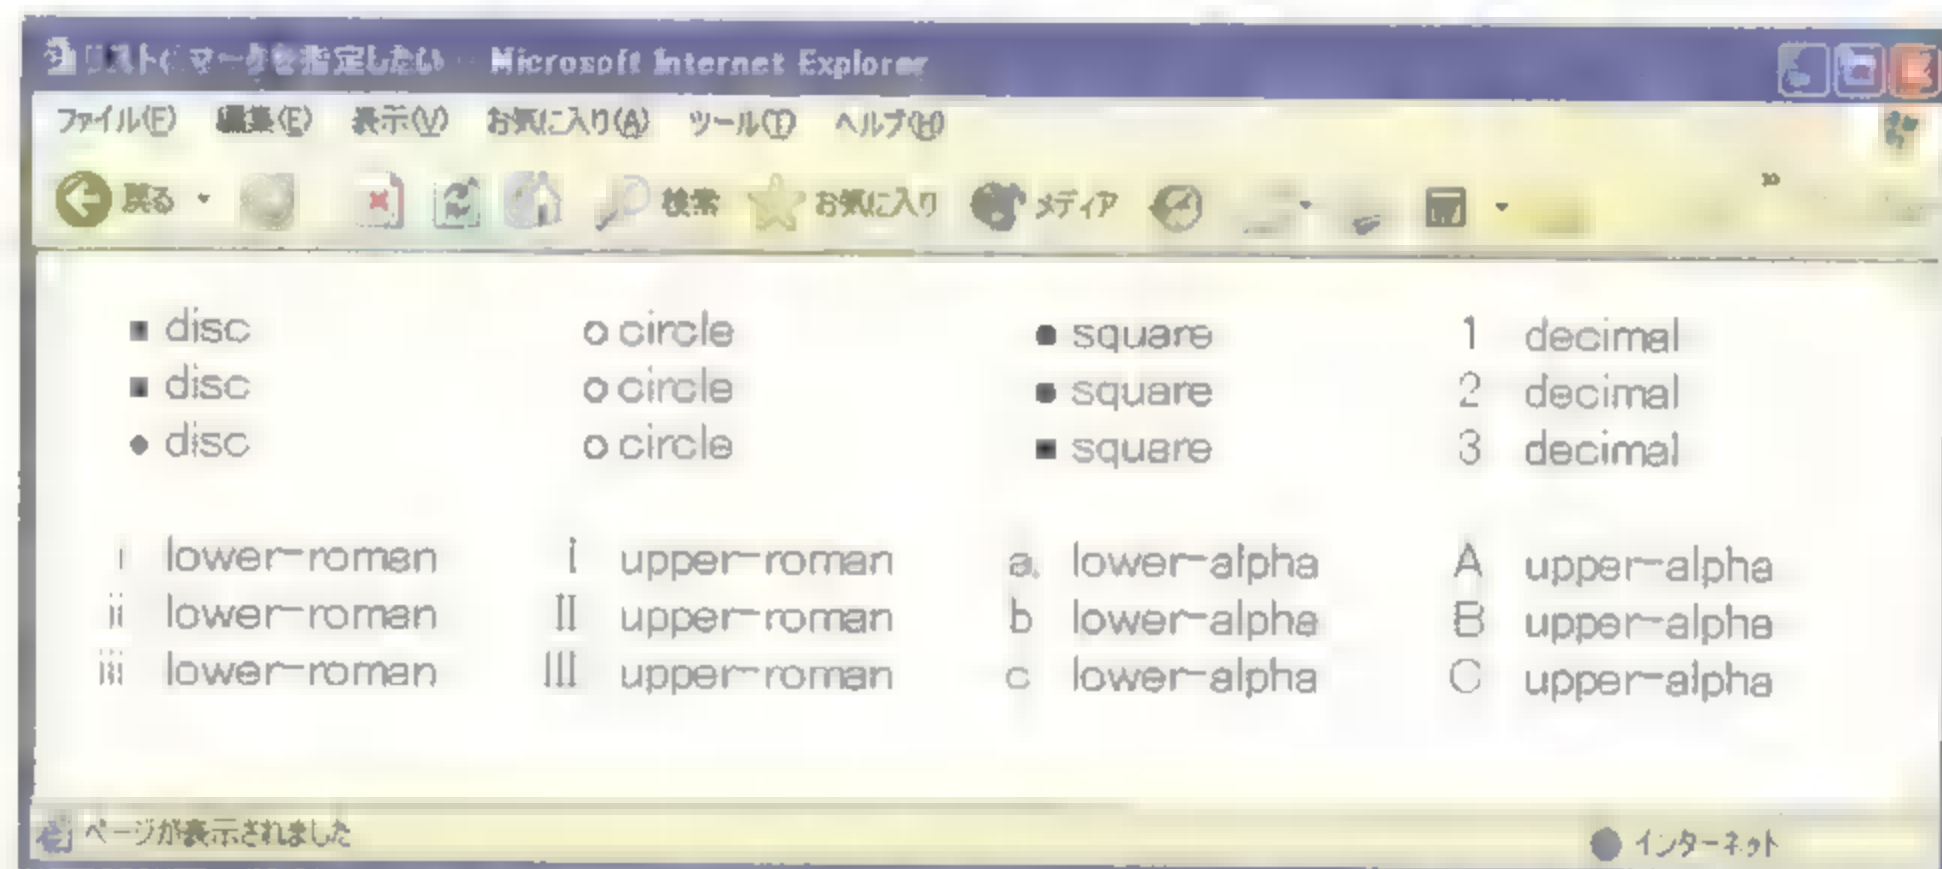 リストのマークを指定したい - Microsoft Internet Explorer
ファイル(F) 編集(E) 表示(V) お気に入り(A) ツール(T) ヘルプ(H)
戻る 検索 お気に入り メディア »
disc circle square 1 decimal
disc circle square 2 decimal
disc circle square 3 decimal
i lower-roman I upper-roman a. lower-alpha A upper-alpha
ii lower-roman II upper-roman b lower-alpha B upper-alpha
iii lower-roman III upper-roman c lower-alpha C upper-alpha
ページが表示されました インターネット